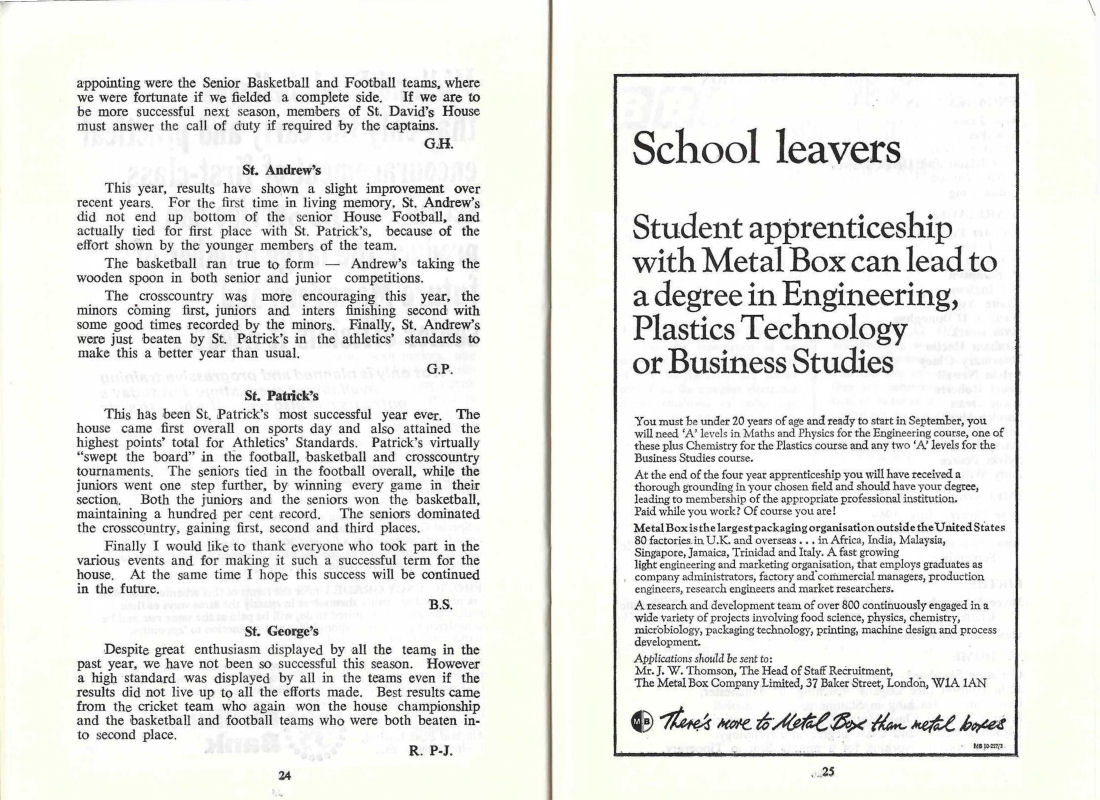 appointing were the Senior Basketball and Football teams, where
we were fortunate if we fielded a complete side. If we are to
be more successful next season, members of St. David's House
must answer the call of duty if required by the captains.
G.H.
St. Andrew's
This year, results have shown a slight improvement over
recent years. For the first time in living memory, St. Andrew's
did not end up bottom of the senior House Football, and
actually tied for first place with St. Patrick's, because of the
effort shown by the younger members of the team.
The basketball ran true to form — Andrew's taking the
wooden spoon in both senior and junior competitions.
The crosscountry was more encouraging this year, the
minors coming first, juniors and inters finishing second with
some good times recorded by the minors. Finally, St. Andrew's
were just beaten by St. Patrick's in the athletics' standards to
make this a better year than usual.
G.P.
St. Patrick's
This has been St. Patrick's most successful year ever. The
house came first overall on sports day and also attained the
highest points' total for Athletics' Standards. Patrick's virtually
"swept the board" in the football, basketball and crosscountry
tournaments. The seniors tied in the football overall, while the
juniors went one step further, by winning every game in their
section. Both the juniors and the seniors won the basketball,
maintaining a hundred per cent record. The seniors dominated
the crosscountry, gaining first, second and third places.
Finally I would like to thank everyone who took part in the
various events and for making it such a successful term for the
house. At the same time I hope this success will be continued
in the future.
B.S.
St. George's
Despite great enthusiasm displayed by all the teams in the
past year, we have not been so successful this season. However
a high standard was displayed by all in the teams even if the
results did not live up to all the efforts made. Best results came
from the cricket team who again won the house championship
and the basketball and football teams who were both beaten in-
to second place.
R. P-J.
24
School leavers
Student apprenticeship
with Metal Box can lead to
a degree in Engineering,
Plastics Technology
or Business Studies
You must be under 20 years of age and ready to start in September, you
will need 'A' levels in Maths and Physics for the Engineering course, one of
these plus Chemistry for the Plastics course and any two 'A' levels for the
Business Studies course.
At the end of the four year apprenticeship you will have received a
thorough grounding in your chosen field and should have your degree,
leading to membership of the appropriate professional institution.
Paid while you work? Of course you are!
Metal Box is the largest packaging organisation outside the United States
80 factories in U.K. and overseas . . . in Africa, India, Malaysia,
Singapore, Jamaica, Trinidad and Italy. A fast growing
light engineering and marketing organisation, that employs graduates as
company administrators, factory and commercial managers, production
engineers, research engineers and market researchers.
A research and development team of over 800 continuously engaged in a
wide variety of projects involving food science, physics, chemistry,
microbiology, packaging technology, printing, machine design and process
development.
Applications should be sent to:
Mr. J. W. Thomson, The Head of Staff Recruitment,
The Metal Box Company Limited, 37 Baker Street, London, W1A 1AN
MB There's more to Metal Box than metal boxes
25